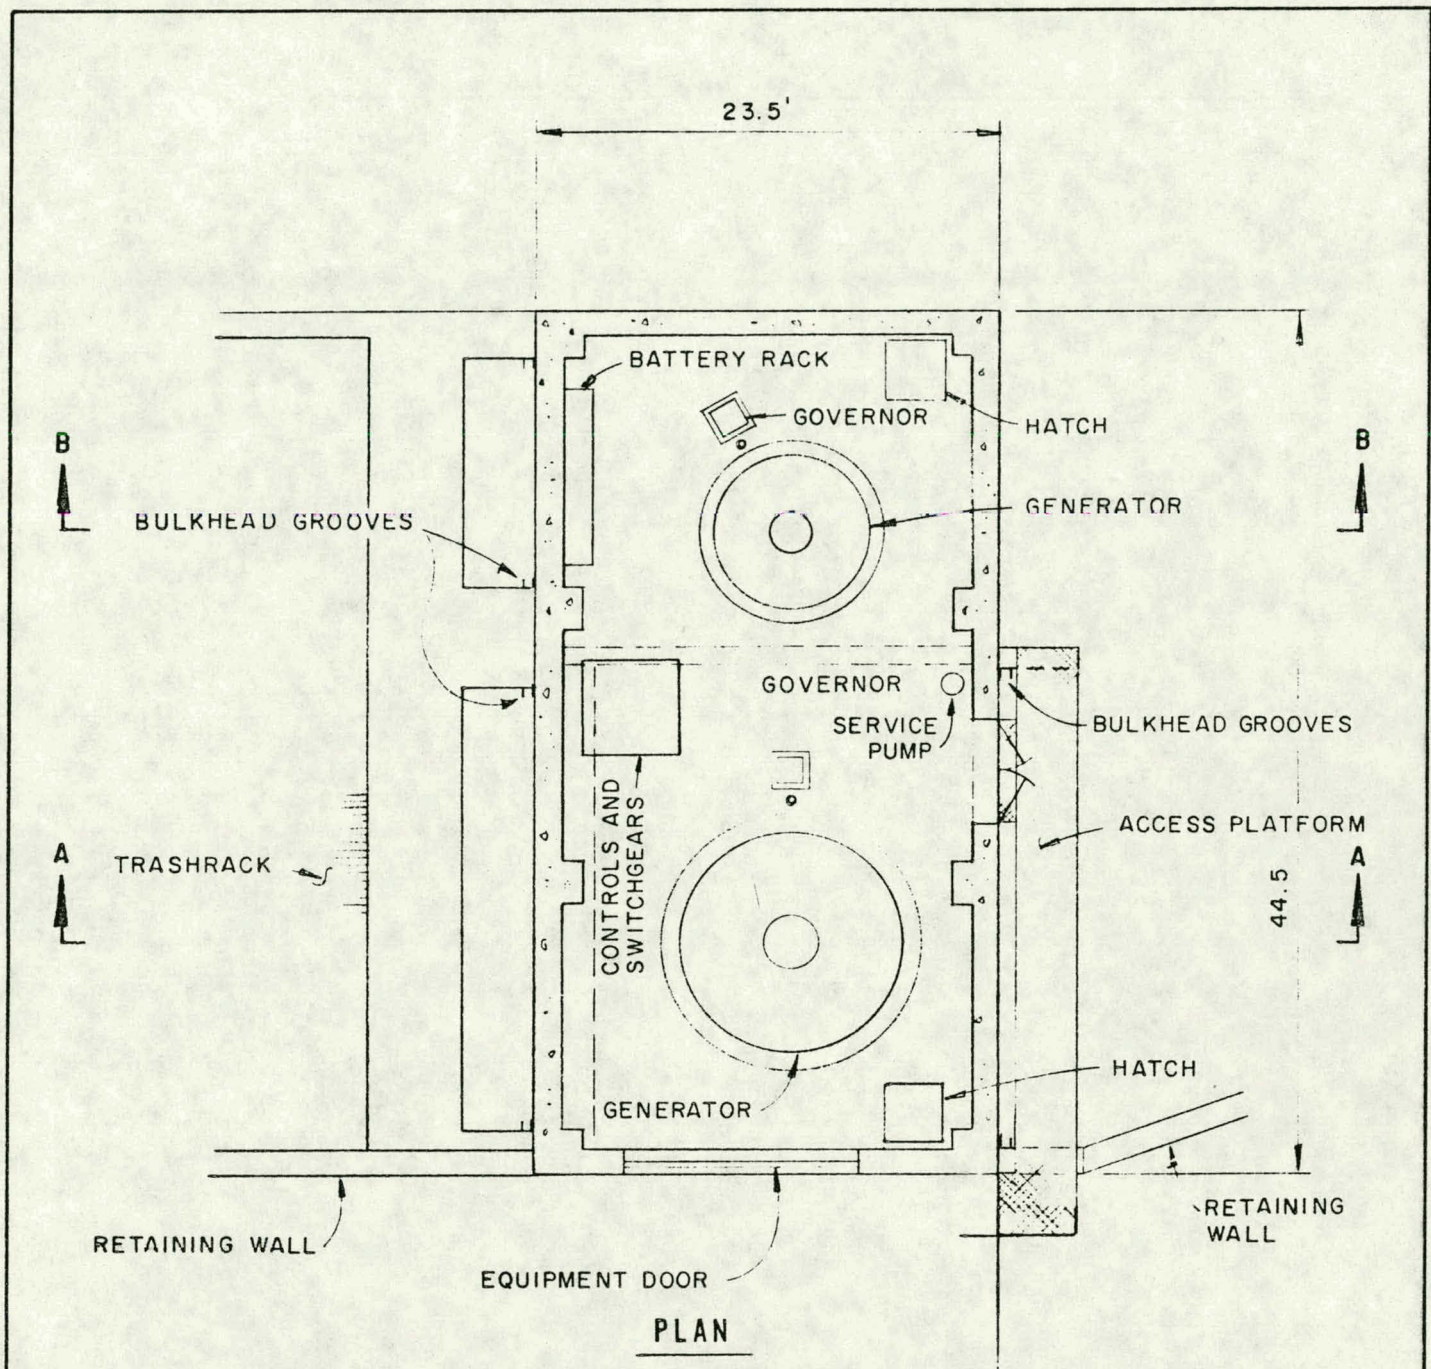 23.5'
BATTERY RACK
GOVERNOR
HATCH
B
B
GENERATOR
BULKHEAD GROOVES
GOVERNOR
SERVICE
PUMP
BULKHEAD GROOVES
CONTROLS AND
SWITCHGEARS
ACCESS PLATFORM
A
A
TRASHRACK
44.5
HATCH
GENERATOR
RETAINING
WALL
RETAINING WALL
EQUIPMENT DOOR
PLAN